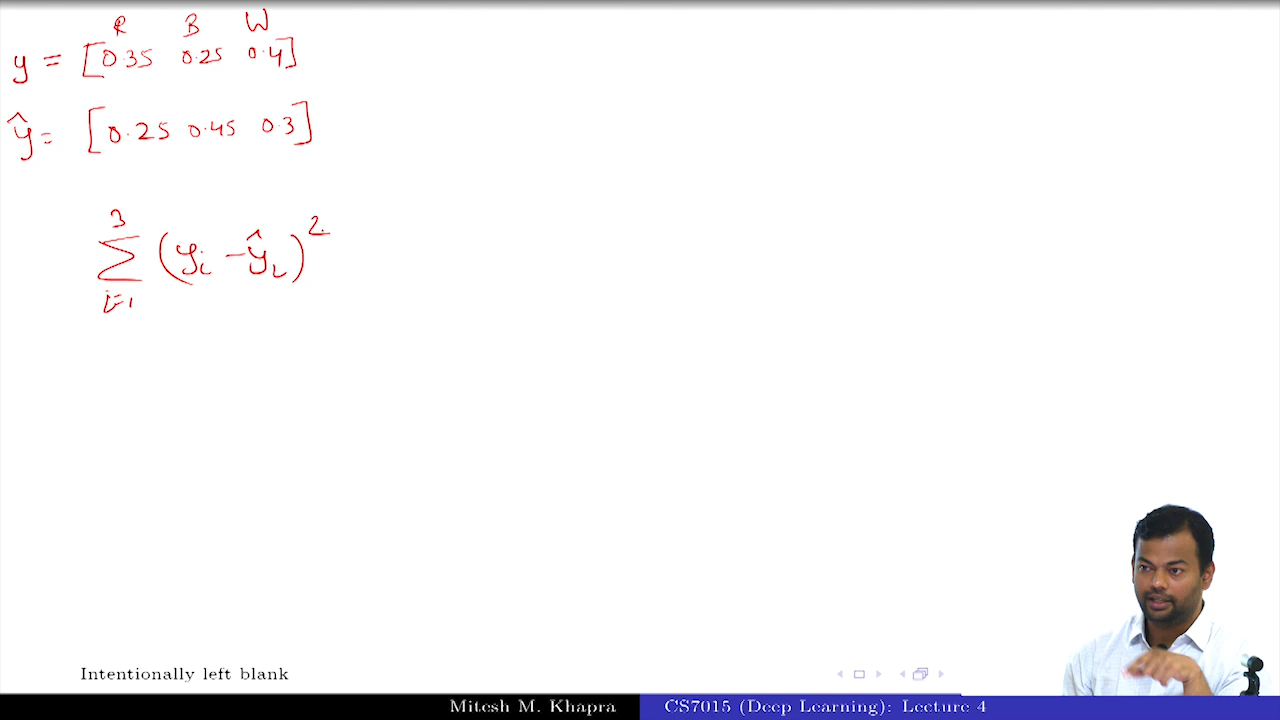 R B W
y = [0.35 0.25 0.4]
ŷ = [0.25 0.45 0.3]
3
∑ (yᵢ - ŷᵢ)²
i=1
Intentionally left blank
Mitesh M. Khapra CS7015 (Deep Learning): Lecture 4